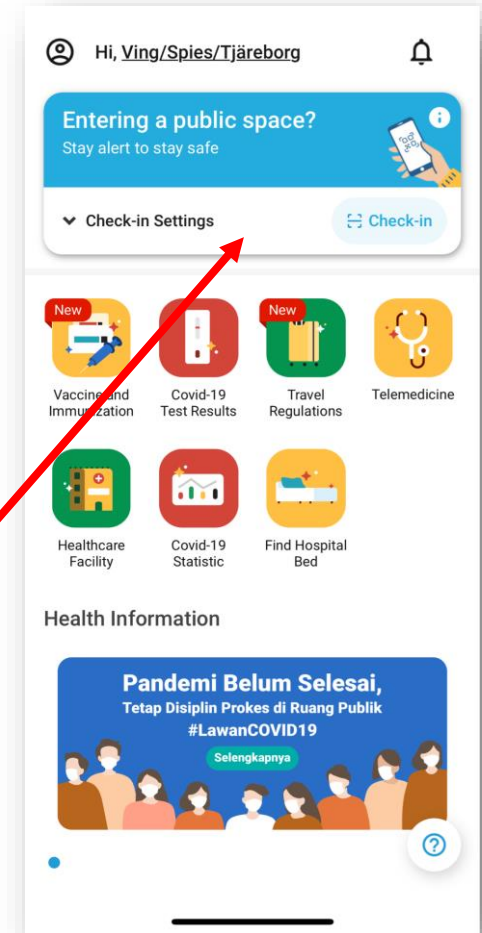 Hi, Ving/Spies/Tjäreborg
Entering a public space?
Stay alert to stay safe
Check-in Settings
Check-in
New
New
Vaccine and
Immunization
Covid-19
Test Results
Travel
Regulations
Telemedicine
Healthcare
Facility
Covid-19
Statistic
Find Hospital
Bed
Health Information
Pandemi Belum Selesai,
Tetap Disiplin Prokes di Ruang Publik
#LawanCOVID19
Selengkapnya